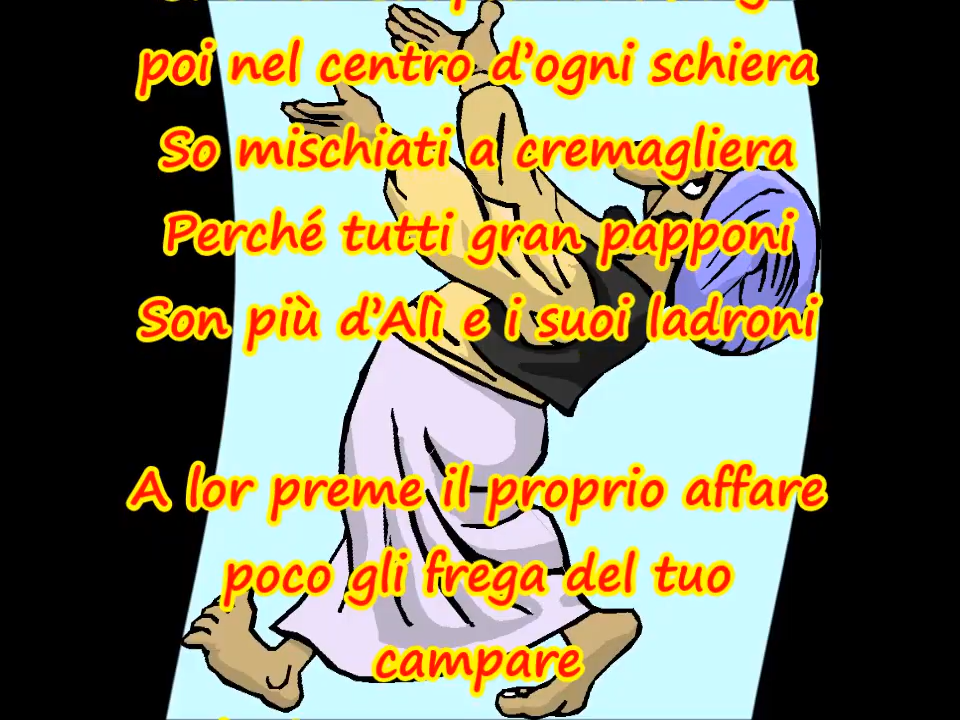 poi nel centro d’ogni schiera
So mischiati a cremagliera
Perché tutti gran papponi
Son più d’Alì e i suoi ladroni
A lor preme il proprio affare
poco gli frega del tuo
campare